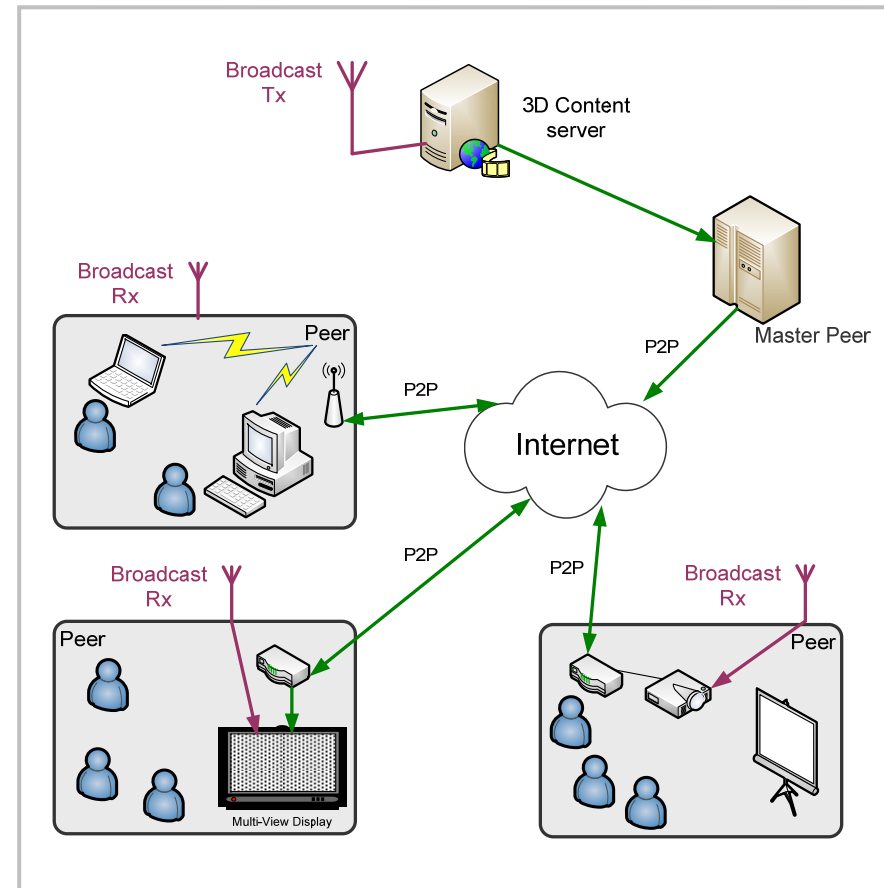 Broadcast
Tx
3D Content
server
Broadcast
Rx
Peer
Master Peer
P2P
P2P
Internet
P2P
P2P
Broadcast
Rx
Broadcast
Rx
Peer
Peer
Multi-View Display